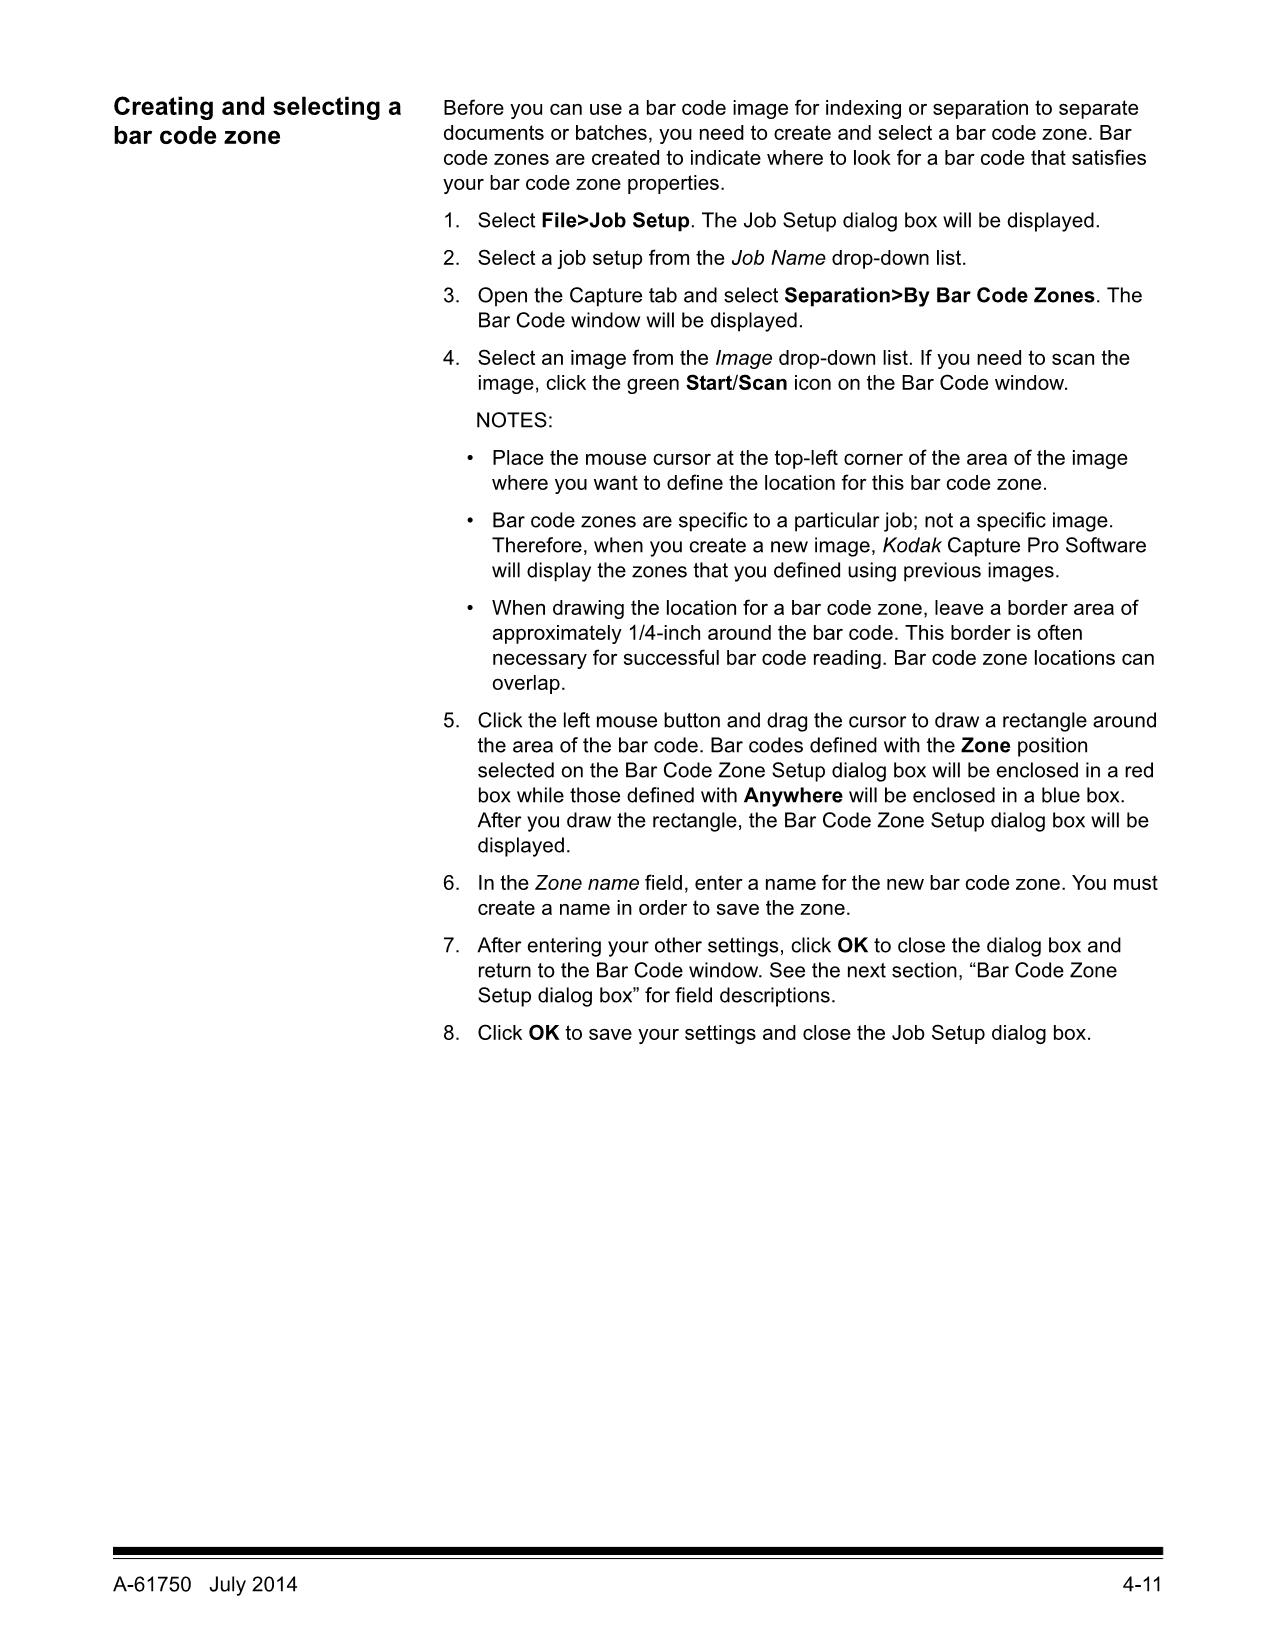 Creating and selecting a
bar code zone
Before you can use a bar code image for indexing or separation to separate
documents or batches, you need to create and select a bar code zone. Bar
code zones are created to indicate where to look for a bar code that satisfies
your bar code zone properties.
1. Select File>Job Setup. The Job Setup dialog box will be displayed.
2. Select a job setup from the Job Name drop-down list.
3. Open the Capture tab and select Separation>By Bar Code Zones. The
Bar Code window will be displayed.
4. Select an image from the Image drop-down list. If you need to scan the
image, click the green Start/Scan icon on the Bar Code window.
NOTES:
• Place the mouse cursor at the top-left corner of the area of the image
where you want to define the location for this bar code zone.
• Bar code zones are specific to a particular job; not a specific image.
Therefore, when you create a new image, Kodak Capture Pro Software
will display the zones that you defined using previous images.
• When drawing the location for a bar code zone, leave a border area of
approximately 1/4-inch around the bar code. This border is often
necessary for successful bar code reading. Bar code zone locations can
overlap.
5. Click the left mouse button and drag the cursor to draw a rectangle around
the area of the bar code. Bar codes defined with the Zone position
selected on the Bar Code Zone Setup dialog box will be enclosed in a red
box while those defined with Anywhere will be enclosed in a blue box.
After you draw the rectangle, the Bar Code Zone Setup dialog box will be
displayed.
6. In the Zone name field, enter a name for the new bar code zone. You must
create a name in order to save the zone.
7. After entering your other settings, click OK to close the dialog box and
return to the Bar Code window. See the next section, “Bar Code Zone
Setup dialog box” for field descriptions.
8. Click OK to save your settings and close the Job Setup dialog box.
A-61750 July 2014
4-11